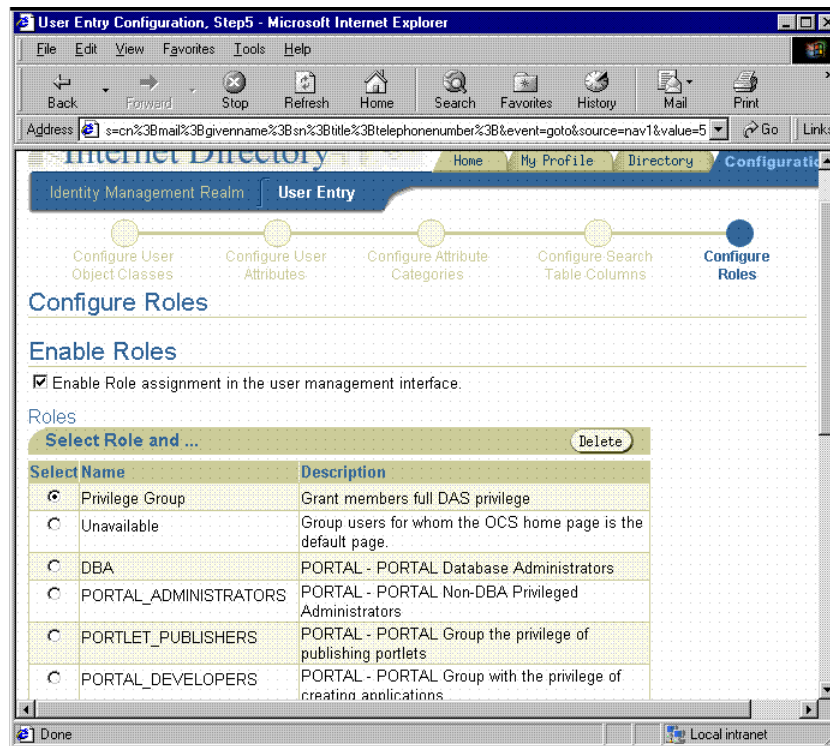 User Entry Configuration, Step5 - Microsoft Internet Explorer
File Edit View Favorites Tools Help
Back Forward Stop Refresh Home Search Favorites History Mail Print
Address s=cn%3Bmail%3Bgivenname%3Bsn%3Btitle%3Btelephonenumber%3B&event=goto&source=nav1&value=5 Go Links
Internet Directory
Home My Profile Directory Configuratio
Identity Management Realm User Entry
Configure User Object Classes
Configure User Attributes
Configure Attribute Categories
Configure Search Table Columns
Configure Roles
Configure Roles
Enable Roles
Enable Role assignment in the user management interface.
Roles
Select Role and ... Delete
Select Name Description
Privilege Group Grant members full DAS privilege
Unavailable Group users for whom the OCS home page is the
default page.
DBA PORTAL - PORTAL Database Administrators
PORTAL_ADMINISTRATORS PORTAL - PORTAL Non-DBA Privileged
Administrators
PORTLET_PUBLISHERS PORTAL - PORTAL Group the privilege of
publishing portlets
PORTAL_DEVELOPERS PORTAL - PORTAL Group with the privilege of
creating applications
Done Local intranet